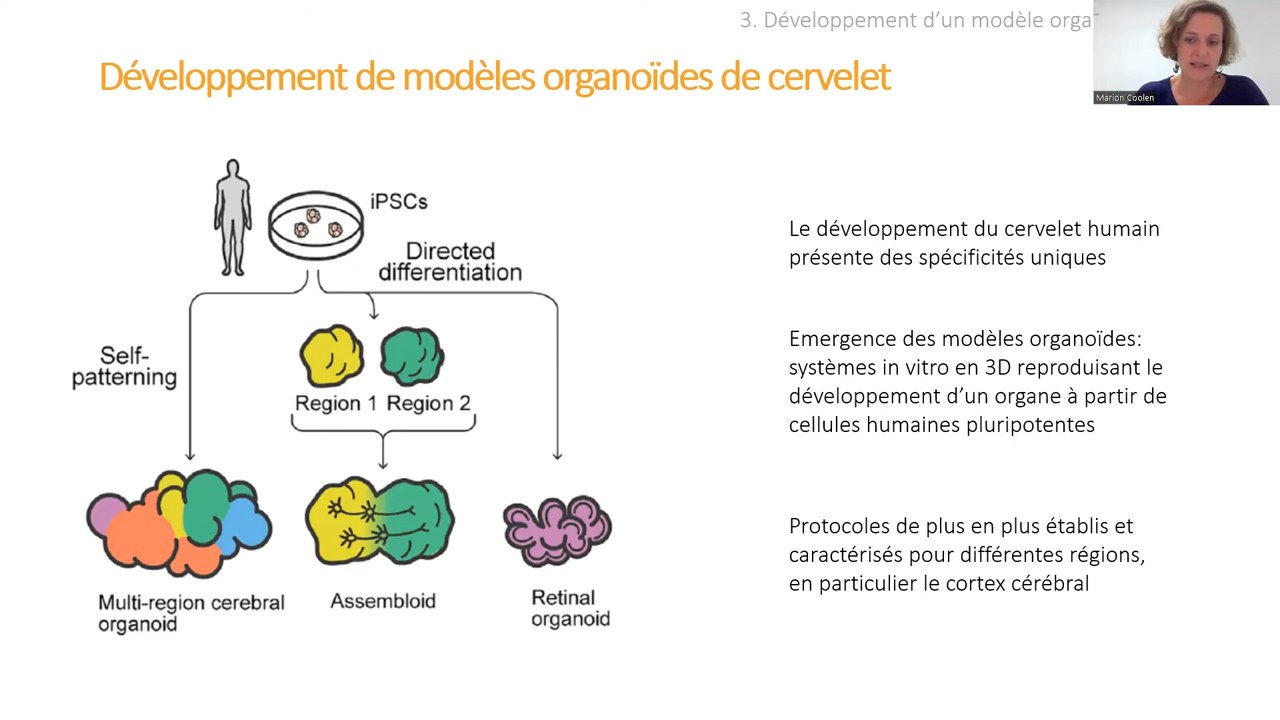 3. Développement d’un modèle orga
Marion Coolen
Développement de modèles organoïdes de cervelet
iPSCs
Directed
differentiation
Self-
patterning
Region 1 Region 2
Multi-region cerebral
organoid
Assembloid
Retinal
organoid
Le développement du cervelet humain
présente des spécificités uniques
Emergence des modèles organoïdes:
systèmes in vitro en 3D reproduisant le
développement d’un organe à partir de
cellules humaines pluripotentes
Protocoles de plus en plus établis et
caractérisés pour différentes régions,
en particulier le cortex cérébral